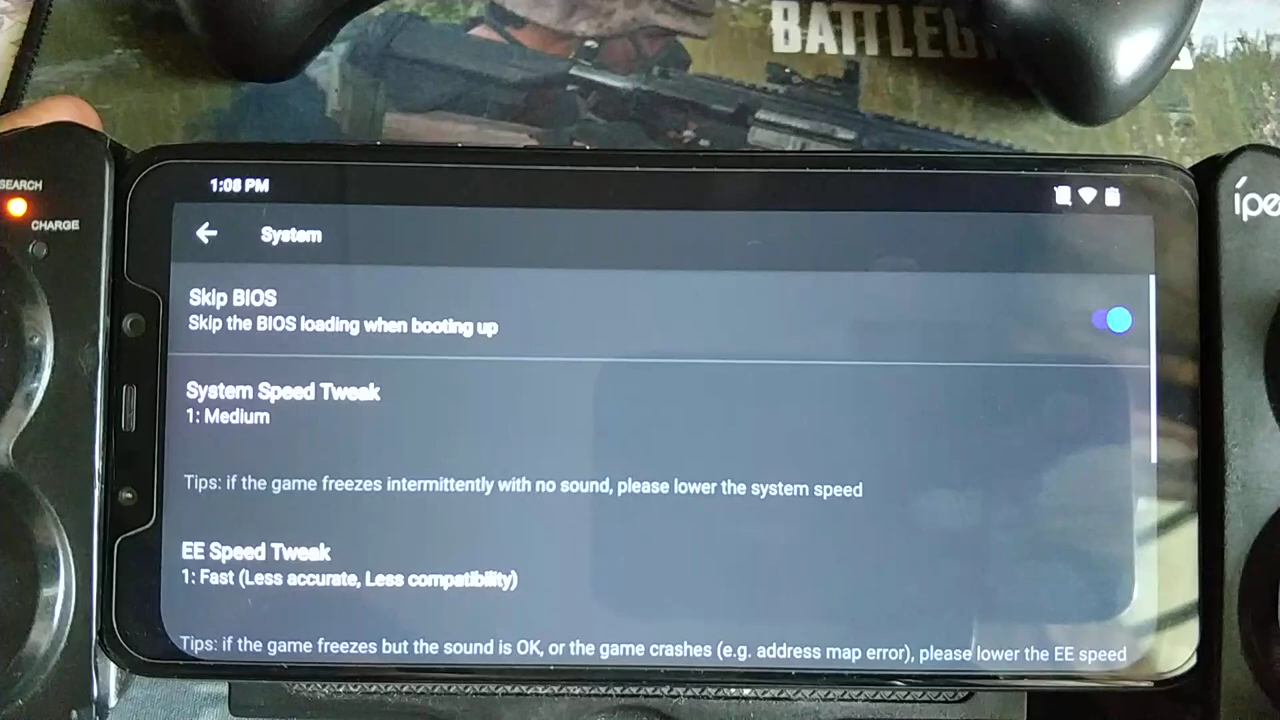 BATTLEG
SEARCH
CHARGE
ípe
1:08 PM
System
Skip BIOS
Skip the BIOS loading when booting up
System Speed Tweak
1: Medium
Tips: if the game freezes intermittently with no sound, please lower the system speed
EE Speed Tweak
1: Fast (Less accurate, Less compatibility)
Tips: if the game freezes but the sound is OK, or the game crashes (e.g. address map error), please lower the EE speed